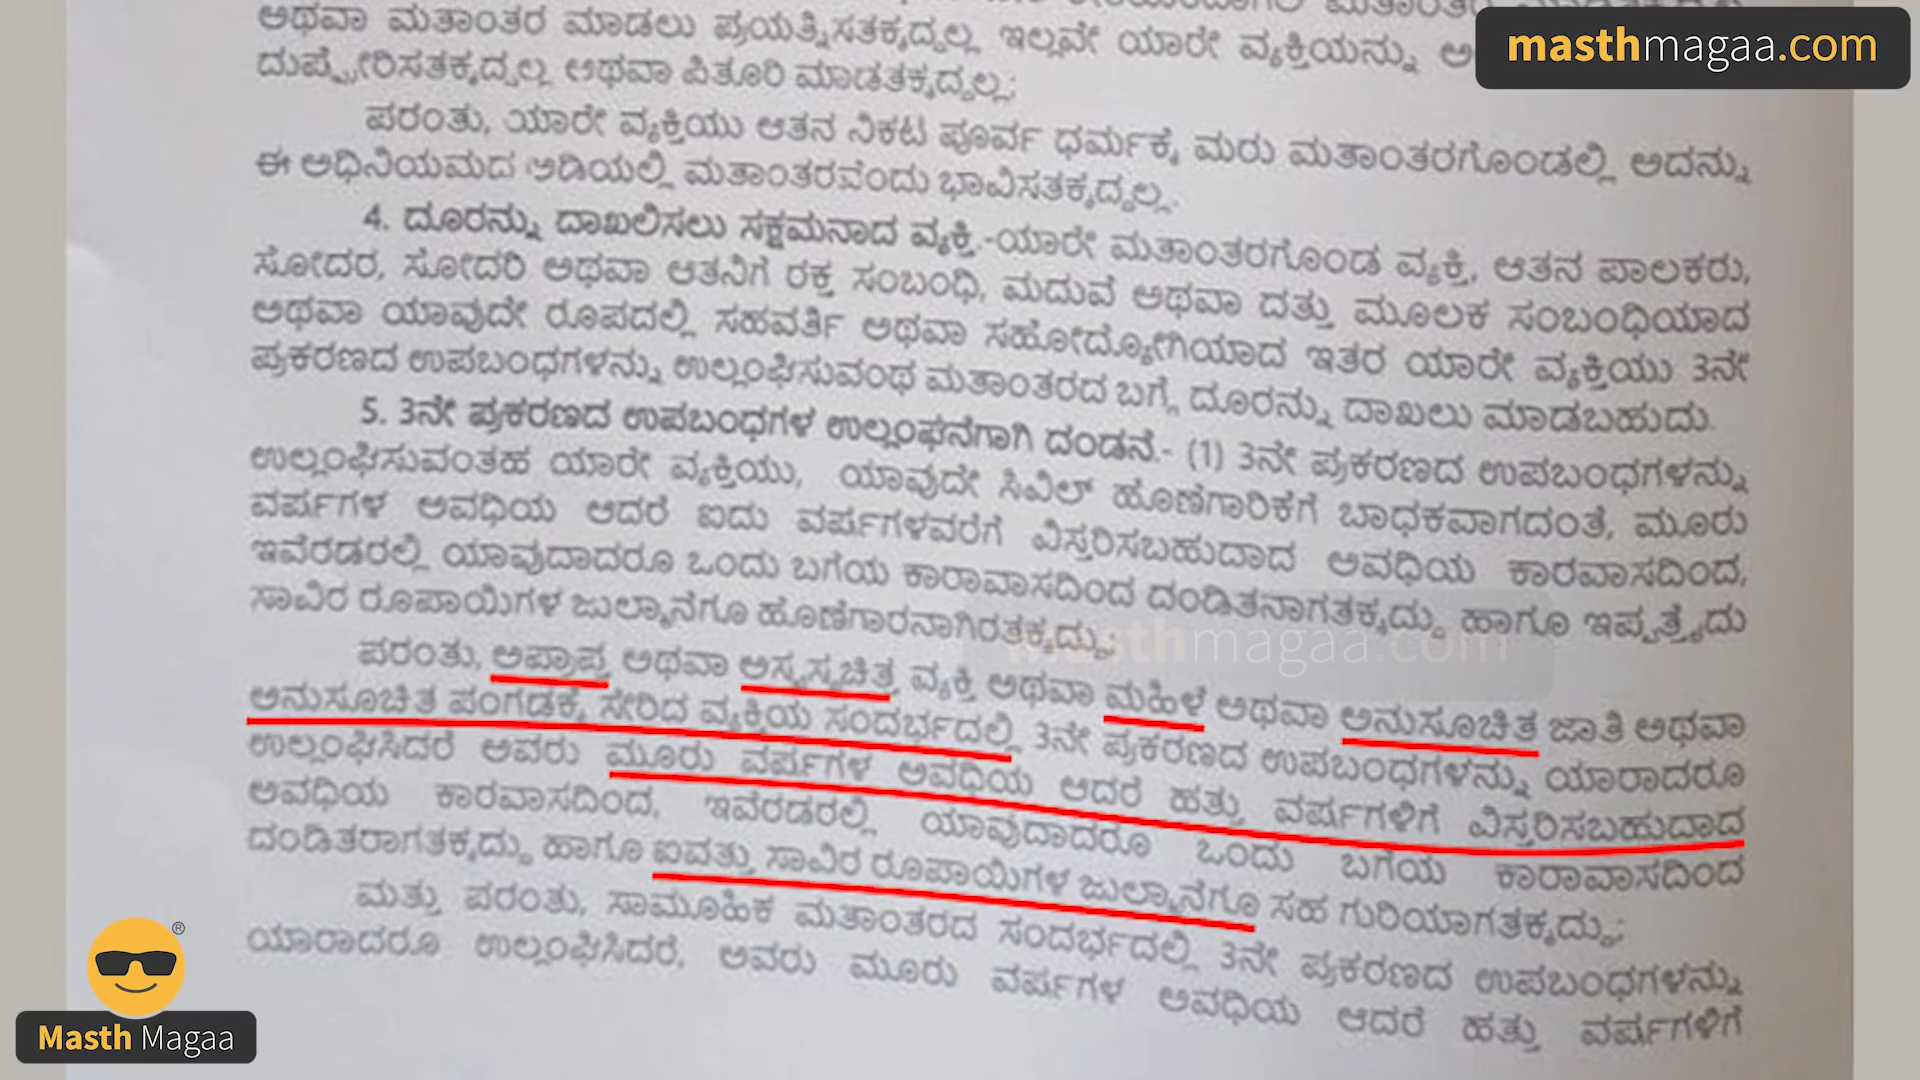 ಅಥವಾ ಮತಾಂತರ ಮಾಡಲು ಪ್ರಯತ್ನಿಸತಕ್ಕದ್ದಲ್ಲ ಇಲ್ಲವೇ ಯಾರೇ ವ್ಯಕ್ತಿಯನ್ನು
masthmagaa.com
ದುಷ್ಪ್ರೇರಿಸತಕ್ಕದ್ದಲ್ಲ ಅಥವಾ ಪಿತೂರಿ ಮಾಡತಕ್ಕದ್ದಲ್ಲ;
ಪರಂತು, ಯಾರೇ ವ್ಯಕ್ತಿಯು ಆತನ ನಿಕಟ ಪೂರ್ವ ಧರ್ಮಕ್ಕೆ ಮರು ಮತಾಂತರಗೊಂಡಲ್ಲಿ ಅದನ್ನು
ಈ ಅಧಿನಿಯಮದ ಅಡಿಯಲ್ಲಿ ಮತಾಂತರವೆಂದು ಭಾವಿಸತಕ್ಕದ್ದಲ್ಲ.
4. ದೂರನ್ನು ದಾಖಲಿಸಲು ಸಕ್ಷಮನಾದ ವ್ಯಕ್ತಿ.-ಯಾರೇ ಮತಾಂತರಗೊಂಡ ವ್ಯಕ್ತಿ, ಆತನ ಪಾಲಕರು,
ಸೋದರ, ಸೋದರಿ ಅಥವಾ ಆತನಿಗೆ ರಕ್ತ ಸಂಬಂಧಿ, ಮದುವೆ ಅಥವಾ ದತ್ತು ಮೂಲಕ ಸಂಬಂಧಿಯಾದ
ಅಥವಾ ಯಾವುದೇ ರೂಪದಲ್ಲಿ ಸಹವರ್ತಿ ಅಥವಾ ಸಹೋದ್ಯೋಗಿಯಾದ ಇತರ ಯಾರೇ ವ್ಯಕ್ತಿಯು 3ನೇ
ಪ್ರಕರಣದ ಉಪಬಂಧಗಳನ್ನು ಉಲ್ಲಂಘಿಸುವಂಥ ಮತಾಂತರದ ಬಗ್ಗೆ ದೂರನ್ನು ದಾಖಲು ಮಾಡಬಹುದು.
5. 3ನೇ ಪ್ರಕರಣದ ಉಪಬಂಧಗಳ ಉಲ್ಲಂಘನೆಗಾಗಿ ದಂಡನೆ.- (1) 3ನೇ ಪ್ರಕರಣದ ಉಪಬಂಧಗಳನ್ನು
ಉಲ್ಲಂಘಿಸುವಂತಹ ಯಾರೇ ವ್ಯಕ್ತಿಯು, ಯಾವುದೇ ಸಿವಿಲ್ ಹೊಣೆಗಾರಿಕೆಗೆ ಬಾಧಕವಾಗದಂತೆ, ಮೂರು
ವರ್ಷಗಳ ಅವಧಿಯ ಆದರೆ ಐದು ವರ್ಷಗಳವರೆಗೆ ವಿಸ್ತರಿಸಬಹುದಾದ ಅವಧಿಯ ಕಾರವಾಸದಿಂದ,
ಇವೆರಡರಲ್ಲಿ ಯಾವುದಾದರೂ ಒಂದು ಬಗೆಯ ಕಾರಾವಾಸದಿಂದ ದಂಡಿತನಾಗತಕ್ಕದ್ದು ಹಾಗೂ ಇಪ್ಪತ್ತೈದು
ಸಾವಿರ ರೂಪಾಯಿಗಳ ಜುಲ್ಮಾನೆಗೂ ಹೊಣೆಗಾರನಾಗಿರತಕ್ಕದ್ದು;
masthmagaa.com
ಪರಂತು, ಅಪ್ರಾಪ್ತ ಅಥವಾ ಅಸ್ವಸ್ಥಚಿತ್ತ ವ್ಯಕ್ತಿ ಅಥವಾ ಮಹಿಳೆ ಅಥವಾ ಅನುಸೂಚಿತ ಜಾತಿ ಅಥವಾ
ಅನುಸೂಚಿತ ಪಂಗಡಕ್ಕೆ ಸೇರಿದ ವ್ಯಕ್ತಿಯ ಸಂದರ್ಭದಲ್ಲಿ 3ನೇ ಪ್ರಕರಣದ ಉಪಬಂಧಗಳನ್ನು ಯಾರಾದರೂ
ಉಲ್ಲಂಘಿಸಿದರೆ ಅವರು ಮೂರು ವರ್ಷಗಳ ಅವಧಿಯ ಆದರೆ ಹತ್ತು ವರ್ಷಗಳಿಗೆ ವಿಸ್ತರಿಸಬಹುದಾದ
ಅವಧಿಯ ಕಾರವಾಸದಿಂದ, ಇವೆರಡರಲ್ಲಿ ಯಾವುದಾದರೂ ಒಂದು ಬಗೆಯ ಕಾರಾವಾಸದಿಂದ
ದಂಡಿತರಾಗತಕ್ಕದ್ದು ಹಾಗೂ ಐವತ್ತು ಸಾವಿರ ರೂಪಾಯಿಗಳ ಜುಲ್ಮಾನೆಗೂ ಸಹ ಗುರಿಯಾಗತಕ್ಕದ್ದು;
ಮತ್ತು ಪರಂತು, ಸಾಮೂಹಿಕ ಮತಾಂತರದ ಸಂದರ್ಭದಲ್ಲಿ 3ನೇ ಪ್ರಕರಣದ ಉಪಬಂಧಗಳನ್ನು
ಯಾರಾದರೂ ಉಲ್ಲಂಘಿಸಿದರೆ, ಅವರು ಮೂರು ವರ್ಷಗಳ ಅವಧಿಯ ಆದರೆ ಹತ್ತು ವರ್ಷಗಳಿಗೆ
®
Masth Magaa